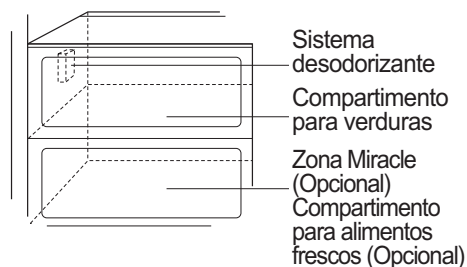 Sistema
desodorizante
Compartimento
para verduras
Zona Miracle
(Opcional)
Compartimento
para alimentos
frescos (Opcional)